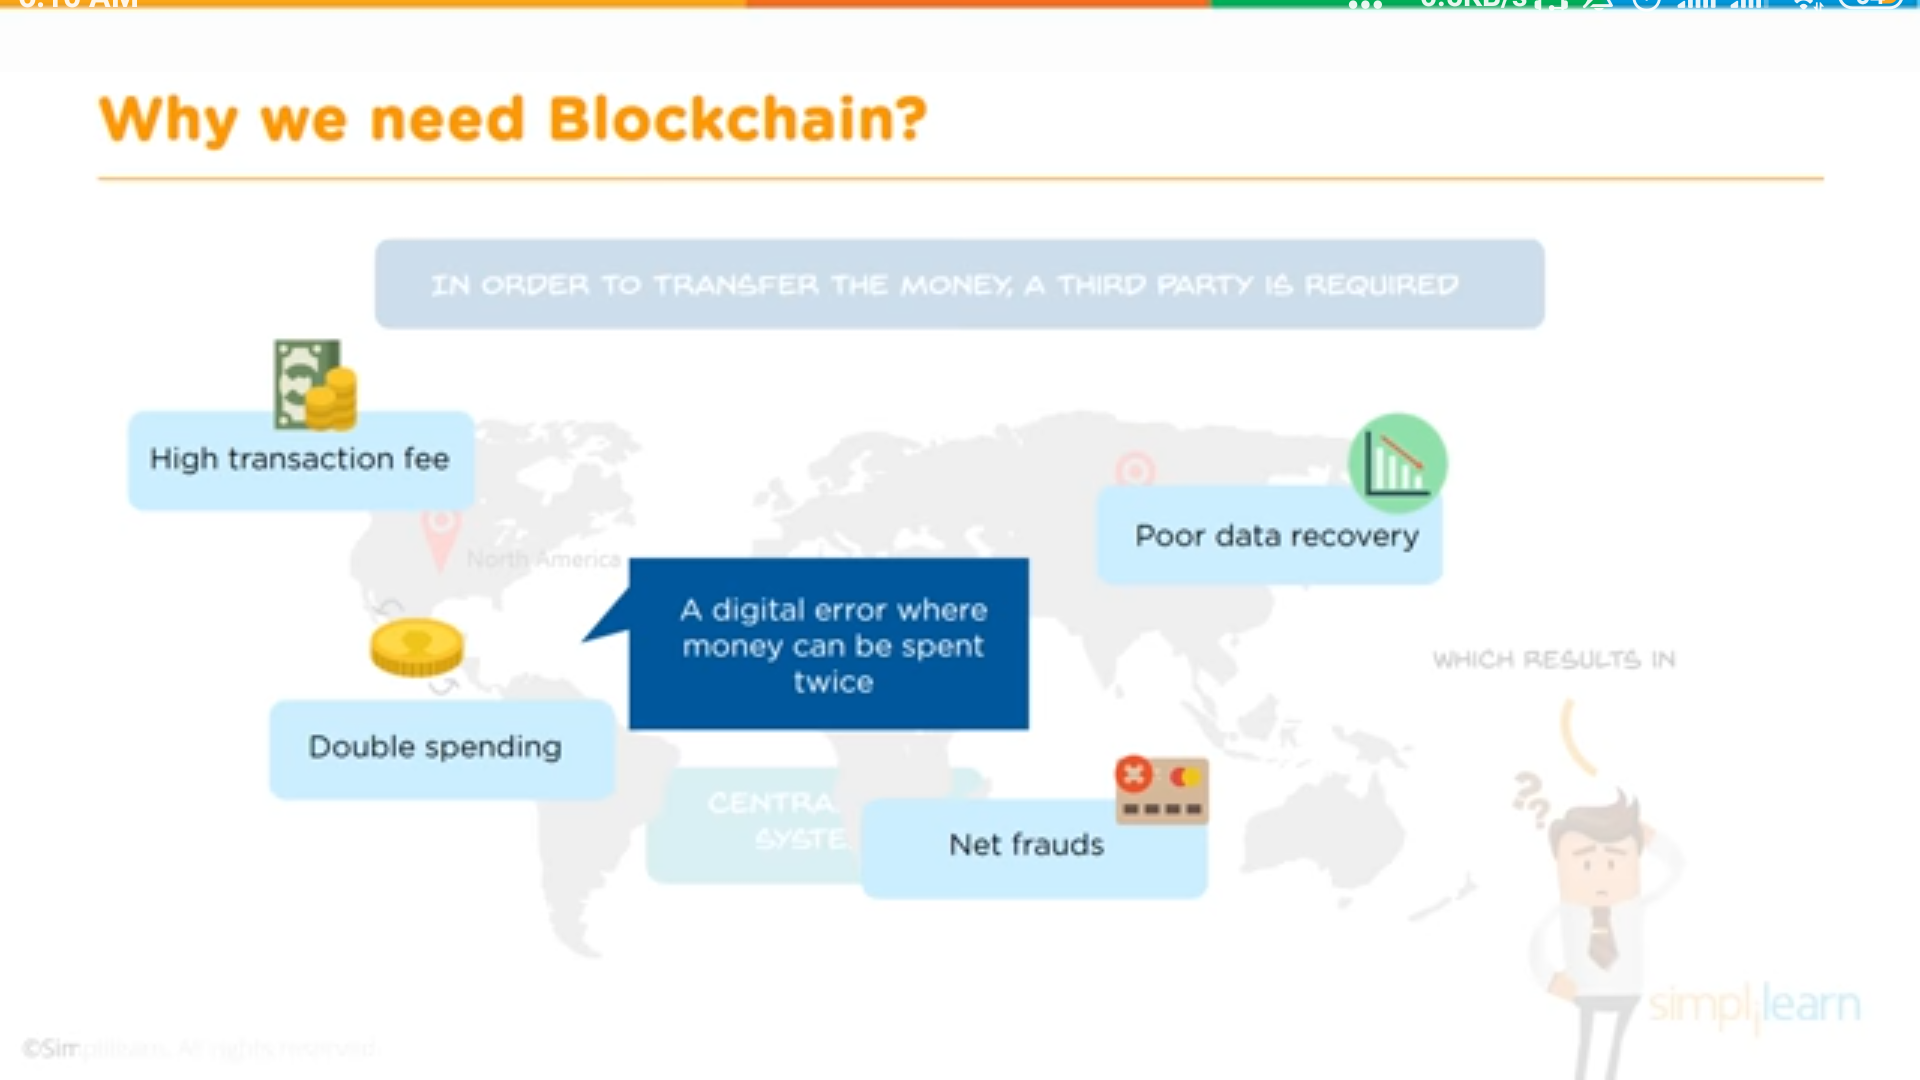 Why we need Blockchain?
IN ORDER TO TRANSFER THE MONEY, A THIRD PARTY IS REQUIRED
High transaction fee
Poor data recovery
North America
A digital error where
money can be spent
twice
WHICH RESULTS IN
Double spending
CENTRA
SYSTE
Net frauds
??
simplilearn
©Simplilearn. All rights reserved.